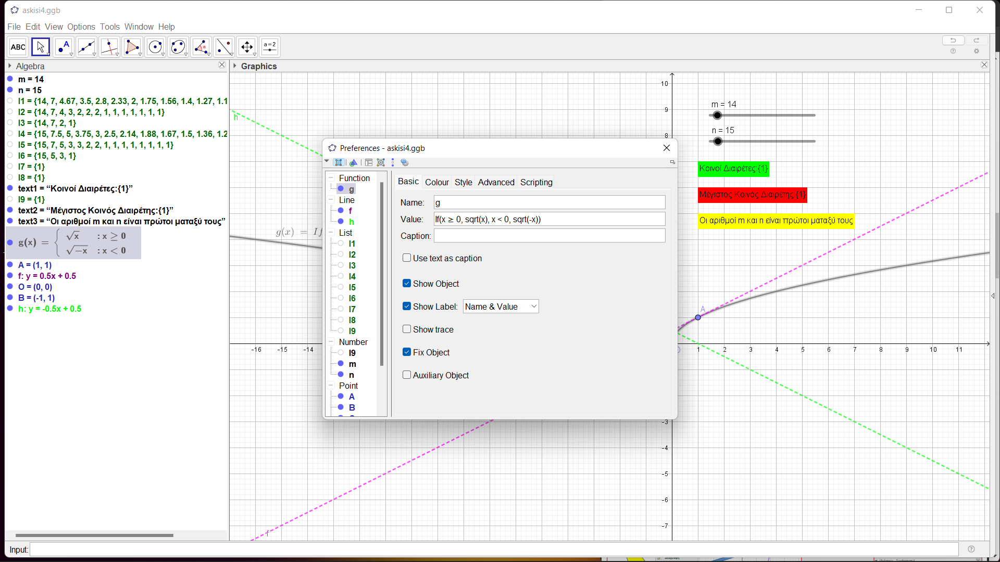 askisi4.ggb
File Edit View Options Tools Window Help
ABC
A
α
a=2
Algebra
m = 14
n = 15
l1 = {14, 7, 4.67, 3.5, 2.8, 2.33, 2, 1.75, 1.56, 1.4, 1.27, 1.1
l2 = {14, 7, 4, 3, 2, 2, 2, 1, 1, 1, 1, 1, 1, 1}
l3 = {14, 7, 2, 1}
l4 = {15, 7.5, 5, 3.75, 3, 2.5, 2.14, 1.88, 1.67, 1.5, 1.36, 1.2
l5 = {15, 7, 5, 3, 3, 2, 2, 1, 1, 1, 1, 1, 1, 1, 1}
l6 = {15, 5, 3, 1}
l7 = {1}
l8 = {1}
text1 = “Κοινοί Διαιρέτες:{1}”
l9 = {1}
text2 = “Μέγιστος Κοινός Διαιρέτης:{1}”
text3 = “Οι αριθμοί m και n είναι πρώτοι ματαξύ τους”
g(x) = { √x : x ≥ 0
√−x : x < 0
A = (1, 1)
f: y = 0.5x + 0.5
O = (0, 0)
B = (-1, 1)
h: y = -0.5x + 0.5
Graphics
h
g(x) = If
f
-16 -15 -14
10
9
8
-3
-4
-5
-6
-7
1 2 3 4 5 6 7 8 9 10 11
A
m = 14
n = 15
Κοινοί Διαιρέτες:{1}
Μέγιστος Κοινός Διαιρέτης:{1}
Οι αριθμοί m και n είναι πρώτοι ματαξύ τους
Preferences - askisi4.ggb
Function
g
Line
f
h
List
l1
l2
l3
l4
l5
l6
l7
l8
l9
Number
l9
m
n
Point
A
B
Basic Colour Style Advanced Scripting
Name: g
Value: If(x ≥ 0, sqrt(x), x < 0, sqrt(-x))
Caption:
Use text as caption
Show Object
Show Label: Name & Value
Show trace
Fix Object
Auxiliary Object
Input: